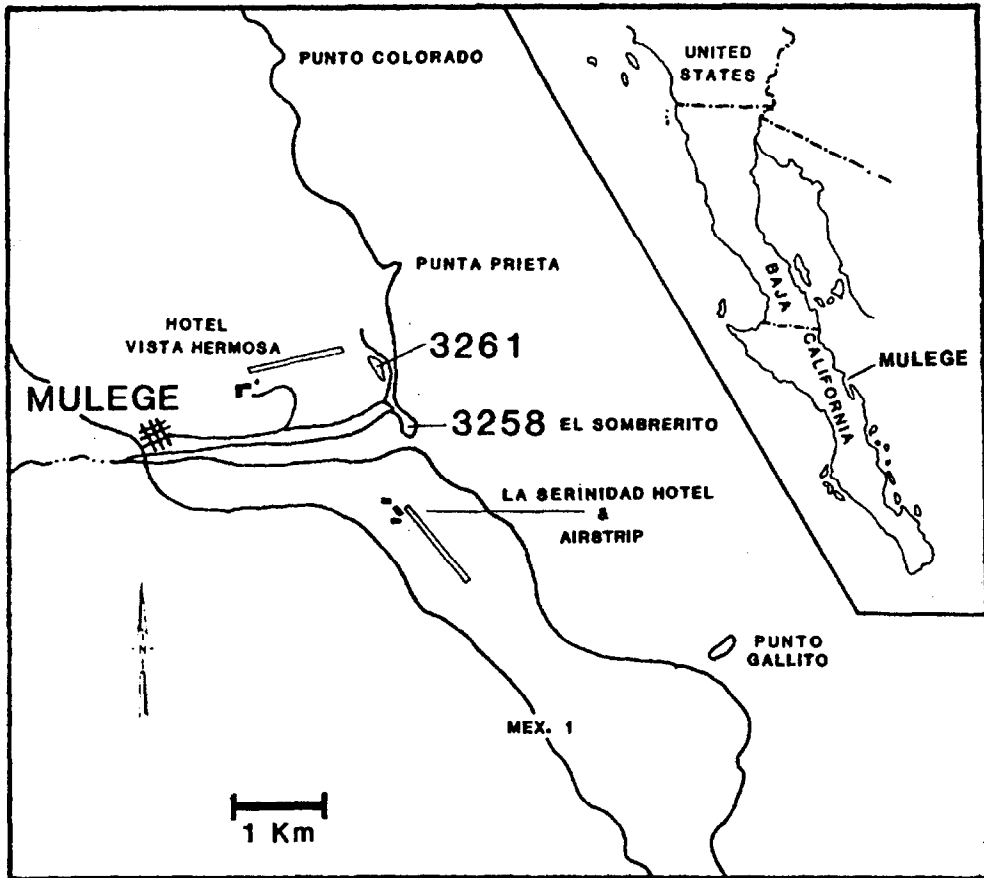 PUNTO COLORADO
UNITED
STATES
PUNTA PRIETA
BAJA
CALIFORNIA
HOTEL
VISTA HERMOSA
3261
MULEGE
MULEGE
3258 EL SOMBRERITO
LA SERINIDAD HOTEL
&
AIRSTRIP
N
PUNTO
GALLITO
MEX. 1
1 Km